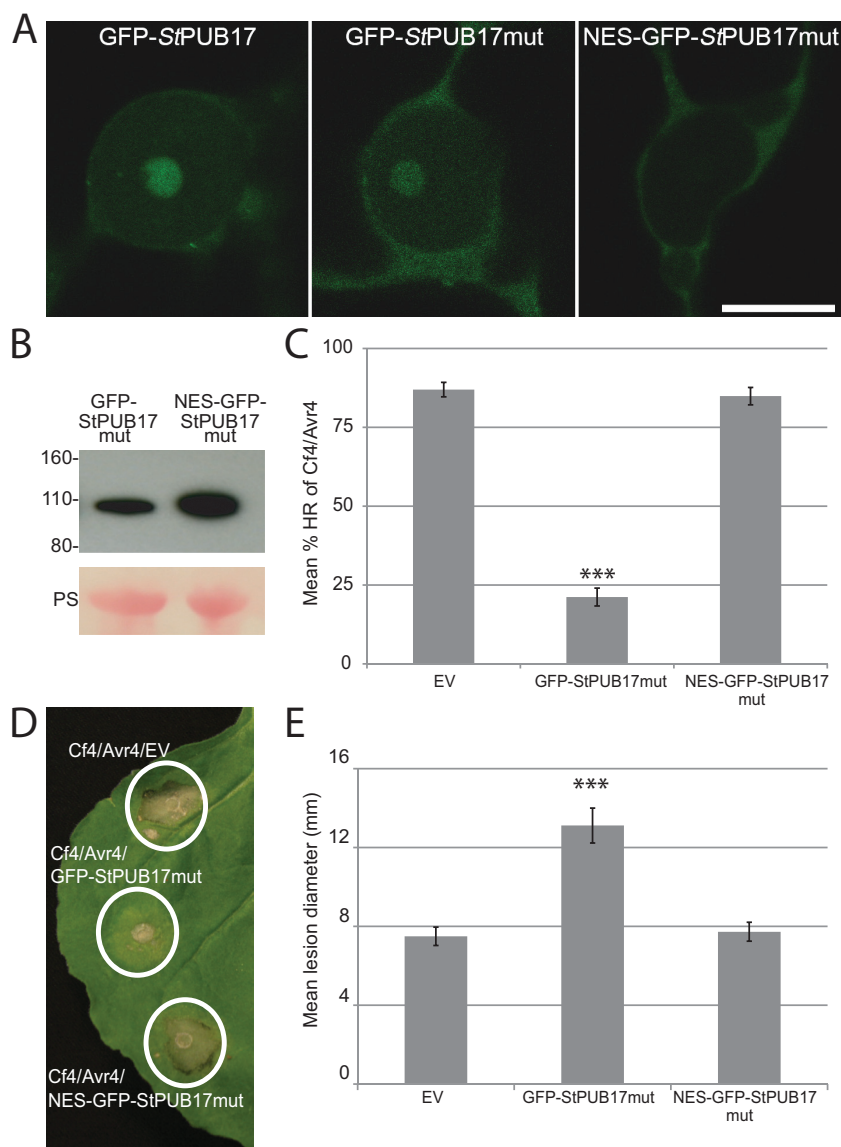 A
GFP-StPUB17
GFP-StPUB17mut
NES-GFP-StPUB17mut
B
GFP-
StPUB17
mut
NES-GFP-
StPUB17
mut
160-
110-
80-
PS
C
Mean % HR of Cf4/Avr4
100
75
50
25
0
***
EV
GFP-StPUB17mut
NES-GFP-StPUB17
mut
D
Cf4/Avr4/EV
Cf4/Avr4/
GFP-StPUB17mut
Cf4/Avr4/
NES-GFP-StPUB17mut
E
Mean lesion diameter (mm)
16
12
8
4
0
***
EV
GFP-StPUB17mut
NES-GFP-StPUB17
mut